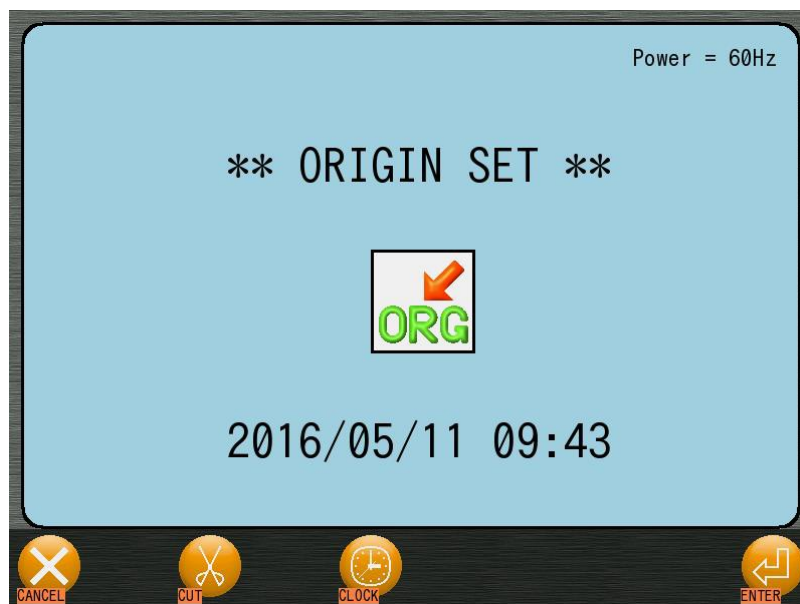 Power = 60Hz
** ORIGIN SET **
ORG
2016/05/11 09:43
CANCEL
CUT
CLOCK
ENTER